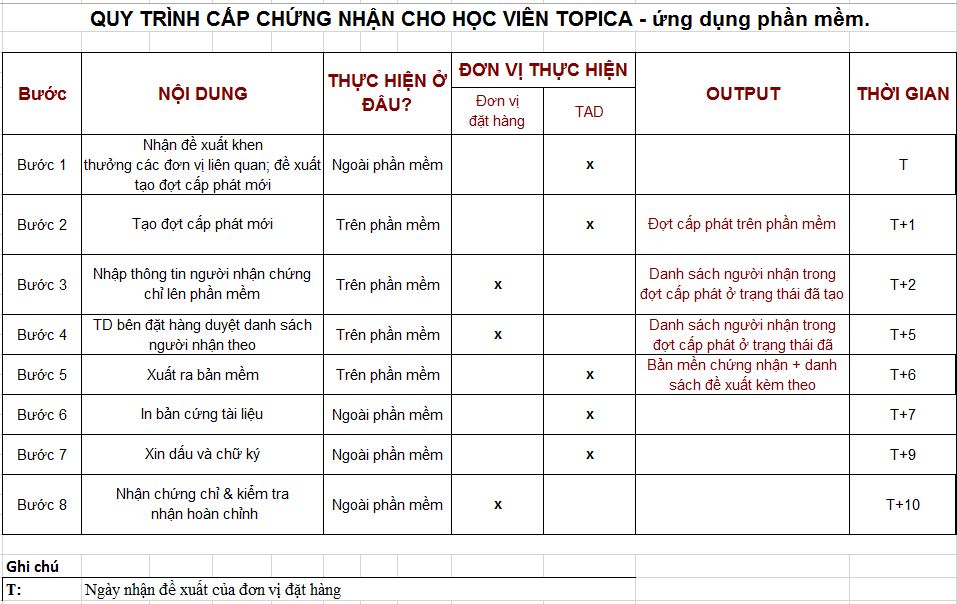 QUY TRÌNH CẤP CHỨNG NHẬN CHO HỌC VIÊN TOPICA - ứng dụng phần mềm.
Bước
NỘI DUNG
THỰC HIỆN Ở
ĐÂU?
ĐƠN VỊ THỰC HIỆN
Đơn vị
đặt hàng
TAD
OUTPUT
THỜI GIAN
Bước 1
Nhận đề xuất khen
thưởng các đơn vị liên quan; đề xuất
tạo đợt cấp phát mới
Ngoài phần mềm
x
T
Bước 2
Tạo đợt cấp phát mới
Trên phần mềm
x
Đợt cấp phát trên phần mềm
T+1
Bước 3
Nhập thông tin người nhận chứng
chỉ lên phần mềm
Trên phần mềm
x
Danh sách người nhận trong
đợt cấp phát ở trạng thái đã tạo
T+2
Bước 4
TD bên đặt hàng duyệt danh sách
người nhận theo
Trên phần mềm
x
Danh sách người nhận trong
đợt cấp phát ở trạng thái đã
T+5
Bước 5
Xuất ra bản mềm
Trên phần mềm
x
Bản mền chứng nhận + danh
sách đề xuất kèm theo
T+6
Bước 6
In bản cứng tài liệu
Ngoài phần mềm
x
T+7
Bước 7
Xin dấu và chữ ký
Ngoài phần mềm
x
T+9
Bước 8
Nhận chứng chỉ & kiểm tra
nhận hoàn chỉnh
Ngoài phần mềm
x
T+10
Ghi chú
T:
Ngày nhận đề xuất của đơn vị đặt hàng